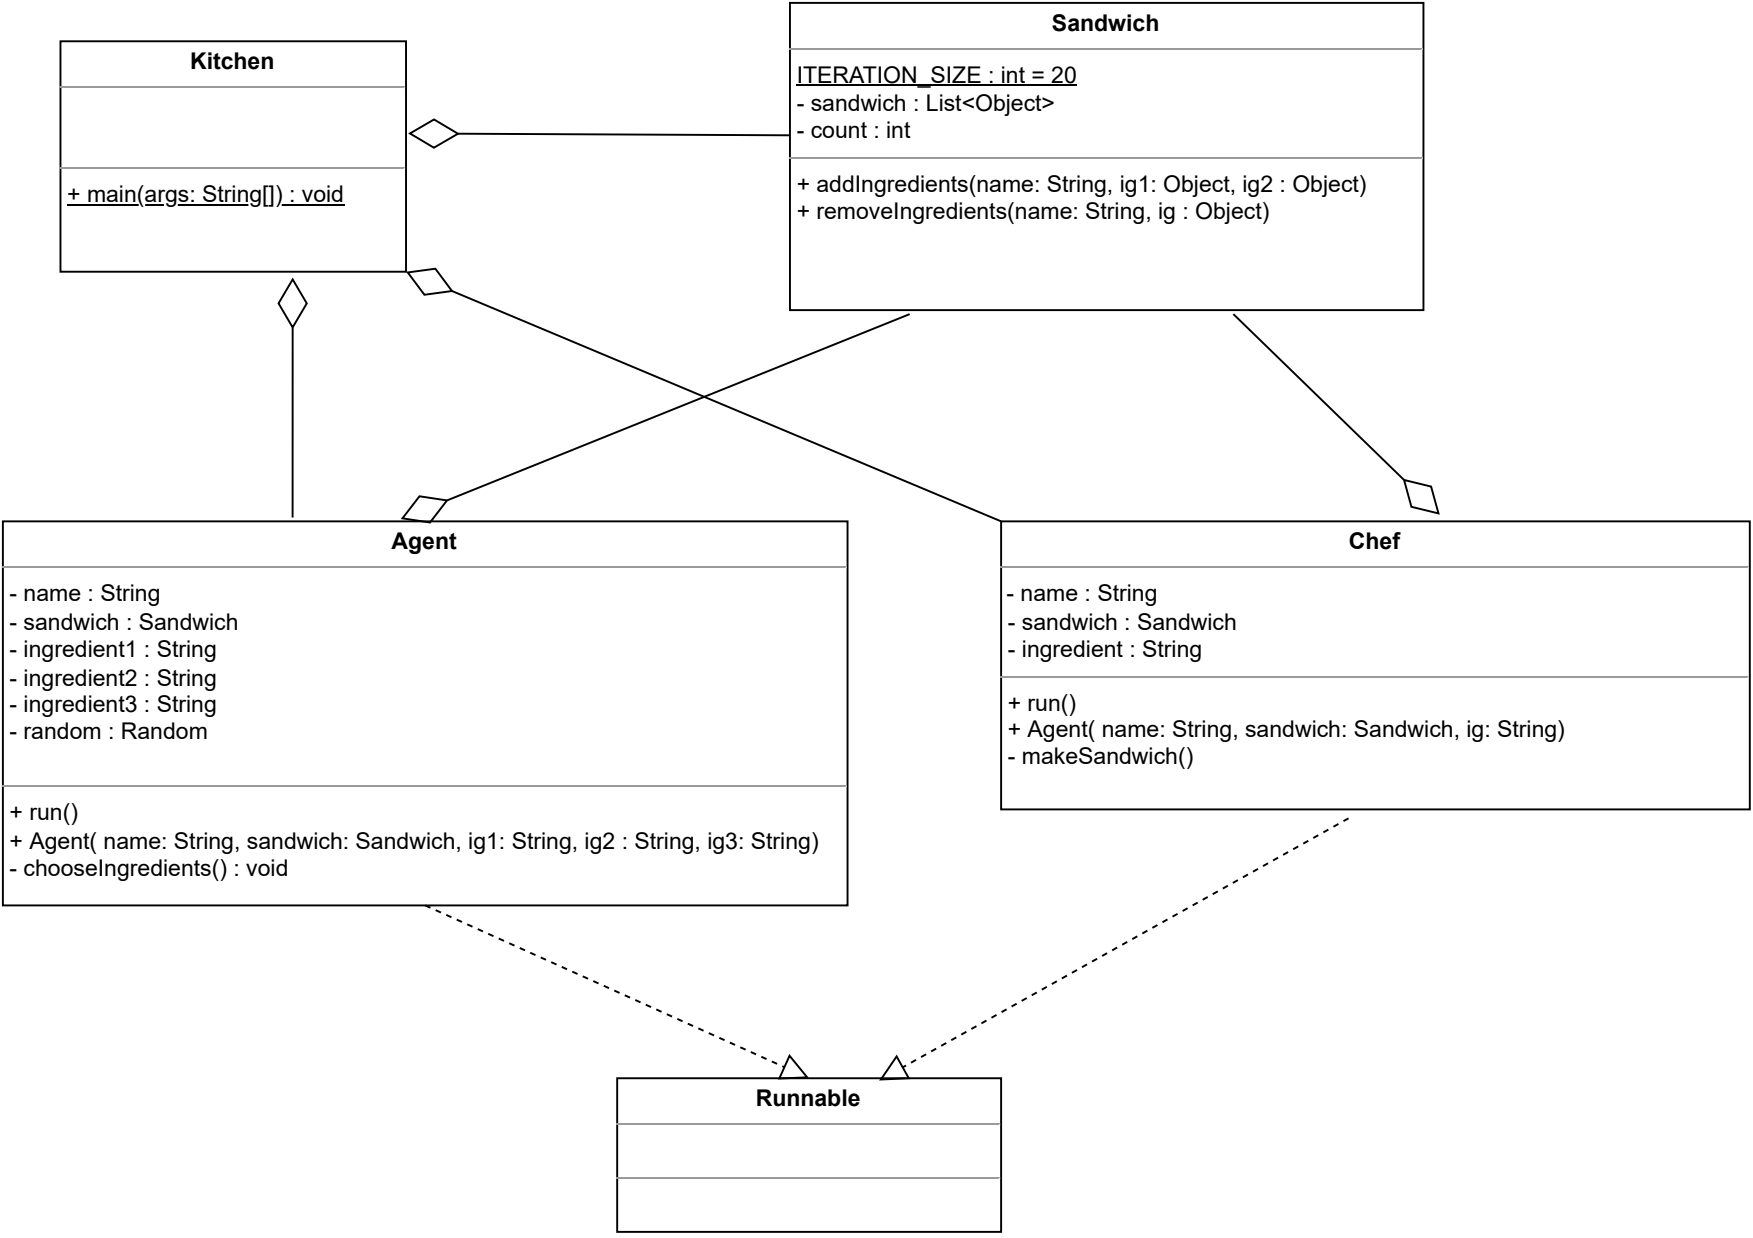 Kitchen
+ main(args: String[]) : void
Sandwich
ITERATION_SIZE : int = 20
- sandwich : List<Object>
- count : int
+ addIngredients(name: String, ig1: Object, ig2 : Object)
+ removeIngredients(name: String, ig : Object)
Agent
- name : String
- sandwich : Sandwich
- ingredient1 : String
- ingredient2 : String
- ingredient3 : String
- random : Random
+ run()
+ Agent( name: String, sandwich: Sandwich, ig1: String, ig2 : String, ig3: String)
- chooseIngredients() : void
Chef
- name : String
- sandwich : Sandwich
- ingredient : String
+ run()
+ Agent( name: String, sandwich: Sandwich, ig: String)
- makeSandwich()
Runnable